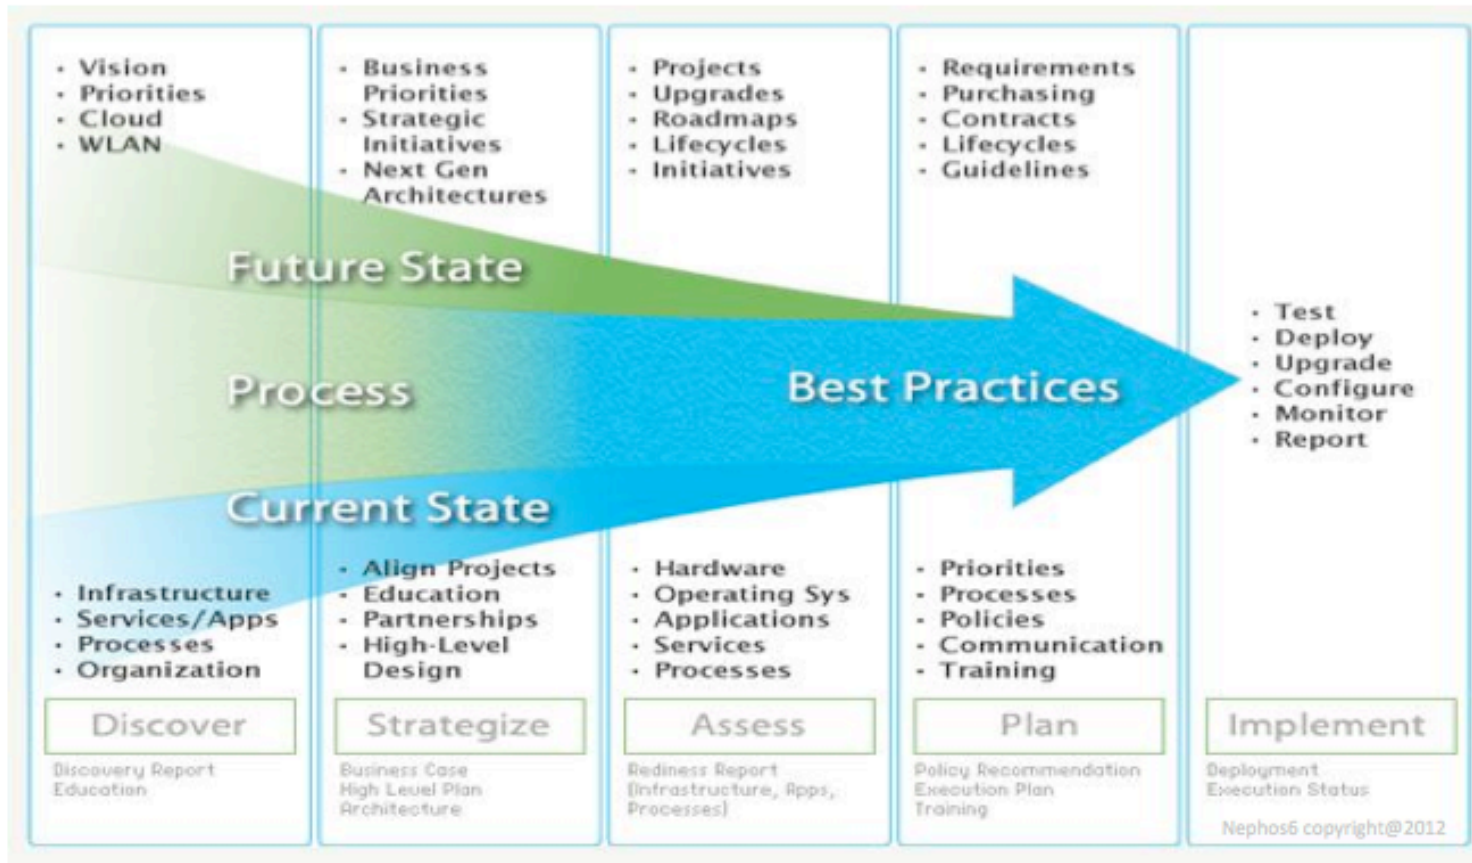 · Vision
· Priorities
· Cloud
· WLAN
· Business
Priorities
· Strategic
Initiatives
· Next Gen
Architectures
· Projects
· Upgrades
· Roadmaps
· Lifecycles
· Initiatives
· Requirements
· Purchasing
· Contracts
· Lifecycles
· Guidelines
Future State
Process
Best Practices
Current State
· Test
· Deploy
· Upgrade
· Configure
· Monitor
· Report
· Infrastructure
· Services/Apps
· Processes
· Organization
· Align Projects
· Education
· Partnerships
· High-Level
Design
· Hardware
· Operating Sys
· Applications
· Services
· Processes
· Priorities
· Processes
· Policies
· Communication
· Training
Discover
Discovery Report
Education
Strategize
Business Case
High Level Plan
Architecture
Assess
Rediness Report
(Infrastructure, Apps,
Processes)
Plan
Policy Recommendation
Execution Plan
Training
Implement
Deployment
Execution Status
Nephos6 copyright@2012